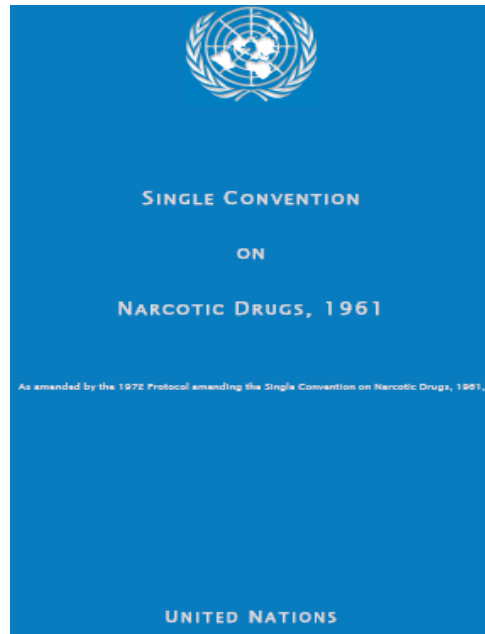 SINGLE CONVENTION
ON
NARCOTIC DRUGS, 1961
As amended by the 1972 Protocol amending the Single Convention on Narcotic Drugs, 1961,
UNITED NATIONS